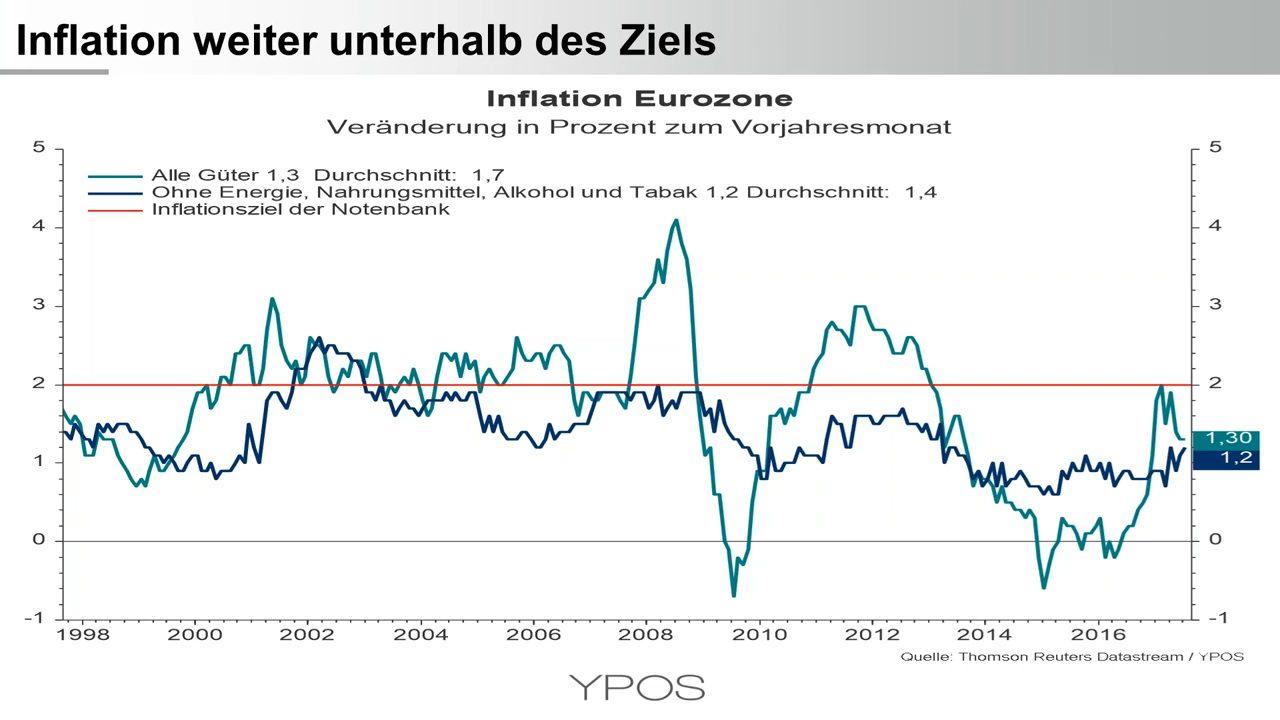 Inflation weiter unterhalb des Ziels
Inflation Eurozone
Veränderung in Prozent zum Vorjahresmonat
Alle Güter 1,3 Durchschnitt: 1,7
Ohne Energie, Nahrungsmittel, Alkohol und Tabak 1,2 Durchschnitt: 1,4
Inflationsziel der Notenbank
5 5
4 4
3 3
2 2
1,30
1 1,2
0 0
-1 -1
1998 2000 2002 2004 2006 2008 2010 2012 2014 2016
Quelle: Thomson Reuters Datastream / YPOS
YPOS